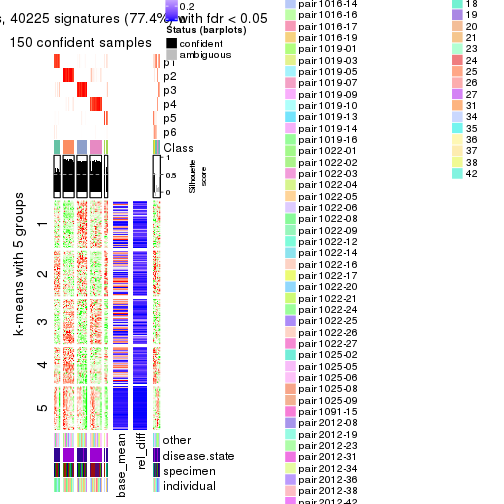 0.2
, 40225 signatures (77.4%) with fdr < 0.05
Status (barplots)
confident
ambiguous
150 confident samples
p1
p2
p3
p4
p5
p6
Class
1
0.5
0
Silhouette
score
k-means with 5 groups
1
2
3
4
5
base_mean
rel_diff
other
disease.state
specimen
individual
pair1016-14
pair1016-16
pair1016-17
pair1016-19
pair1019-01
pair1019-03
pair1019-05
pair1019-07
pair1019-09
pair1019-10
pair1019-13
pair1019-14
pair1019-16
pair1022-01
pair1022-02
pair1022-03
pair1022-04
pair1022-05
pair1022-06
pair1022-08
pair1022-09
pair1022-12
pair1022-14
pair1022-16
pair1022-17
pair1022-20
pair1022-21
pair1022-24
pair1022-25
pair1022-26
pair1022-27
pair1025-02
pair1025-05
pair1025-06
pair1025-08
pair1025-09
pair1091-15
pair2012-08
pair2012-19
pair2012-23
pair2012-31
pair2012-34
pair2012-36
pair2012-38
pair2012-42
18
19
20
21
23
24
25
26
27
31
34
35
36
37
38
42